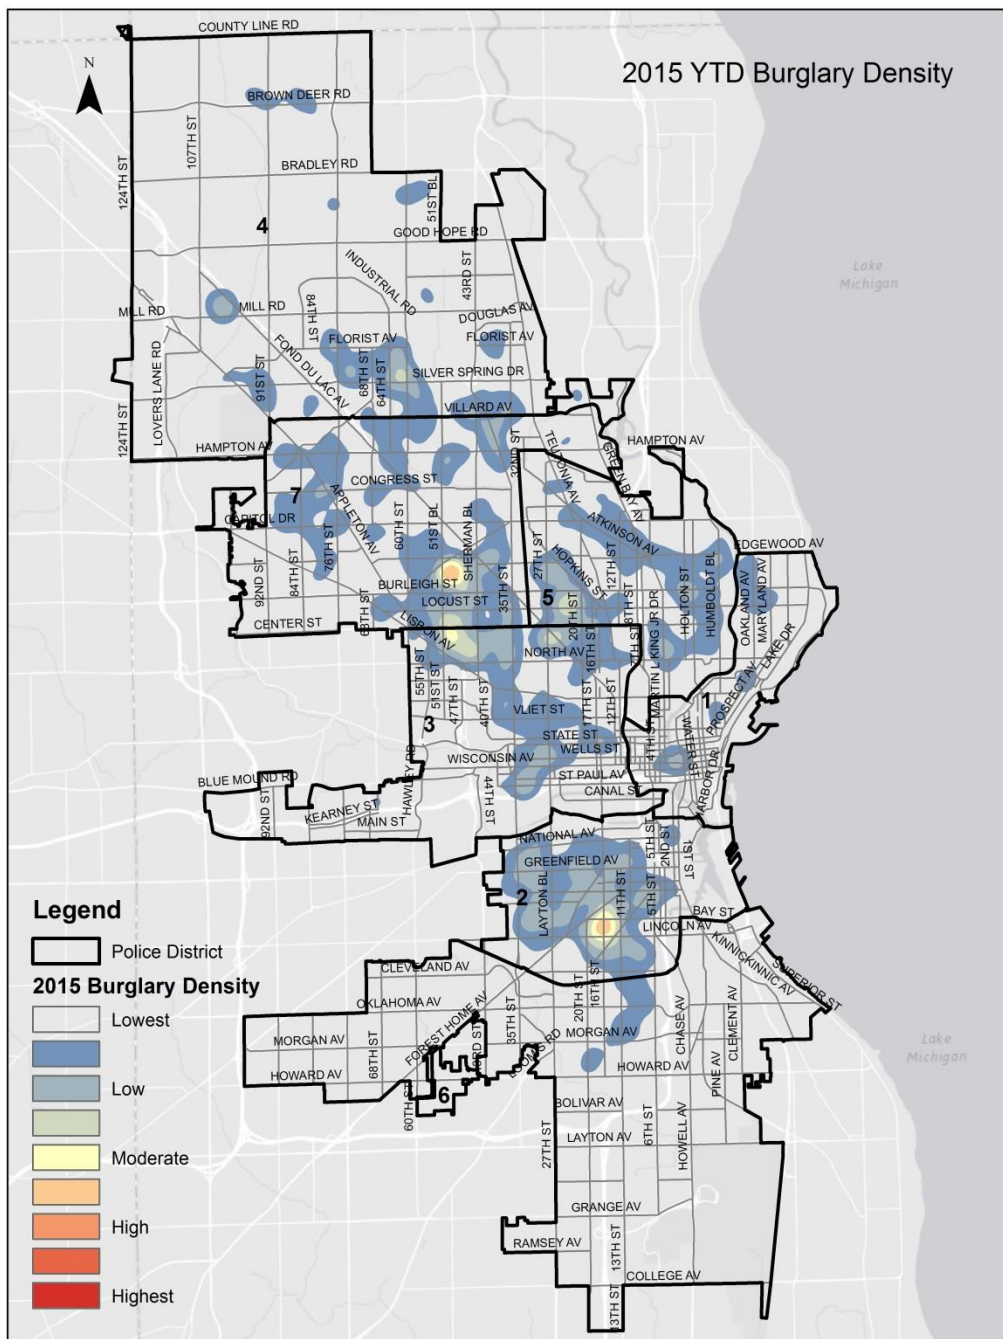 COUNTY LINE RD
N
2015 YTD Burglary Density
BROWN DEER RD
107TH ST
124TH ST
BRADLEY RD
51ST BL
4
GOOD HOPE RD
Lake
Michigan
INDUSTRIAL RD
43RD ST
MILL RD
MILL RD
84TH ST
DOUGLAS AV
FLORIST AV
FLORIST AV
FOND DU LAC AV
LOVERS LANE RD
91ST ST
68TH ST
64TH ST
SILVER SPRING DR
VILLARD AV
124TH ST
HAMPTON AV
32ND ST
TEUTONIA AV
GREEN BAY AV
HAMPTON AV
CONGRESS ST
7
APPLETON AV
CAPITOL DR
60TH ST
51ST BL
SHERMAN BL
ATKINSON AV
EDGEWOOD AV
76TH ST
27TH ST
HOPKINS ST
12TH ST
92ND ST
84TH ST
BURLEIGH ST
35TH ST
5
HOLTON ST
HUMBOLDT BL
OAKLAND AV
MARYLAND AV
LOCUST ST
20TH ST
8TH ST
68TH ST
CENTER ST
LISBON AV
NORTH AV
16TH ST
7TH ST
MARTIN L KING JR DR
LAKE DR
55TH ST
51ST ST
47TH ST
40TH ST
17TH ST
12TH ST
PROSPECT AV
1
3
VLIET ST
STATE ST
WELLS ST
4TH ST
WATER ST
WISCONSIN AV
BLUE MOUND RD
HAWLEY RD
44TH ST
ST PAUL AV
CANAL ST
ARBOR DR
92ND ST
KEARNEY ST
MAIN ST
NATIONAL AV
5TH ST
2ND ST
1ST ST
GREENFIELD AV
2
LAYTON BL
11TH ST
5TH ST
BAY ST
LINCOLN AV
KINNICKINNIC AV
SUPERIOR ST
Legend
Police District
2015 Burglary Density
Lowest
Low
Moderate
High
Highest
CLEVELAND AV
20TH ST
16TH ST
OKLAHOMA AV
FOREST HOME AV
35TH ST
CHASE AV
CLEMENT AV
MORGAN AV
68TH ST
LOOMIS RD
MORGAN AV
Lake
Michigan
HOWARD AV
HOWARD AV
PINE AV
60TH ST
6
BOLIVAR AV
27TH ST
LAYTON AV
6TH ST
HOWELL AV
GRANGE AV
RAMSEY AV
13TH ST
COLLEGE AV
13TH ST